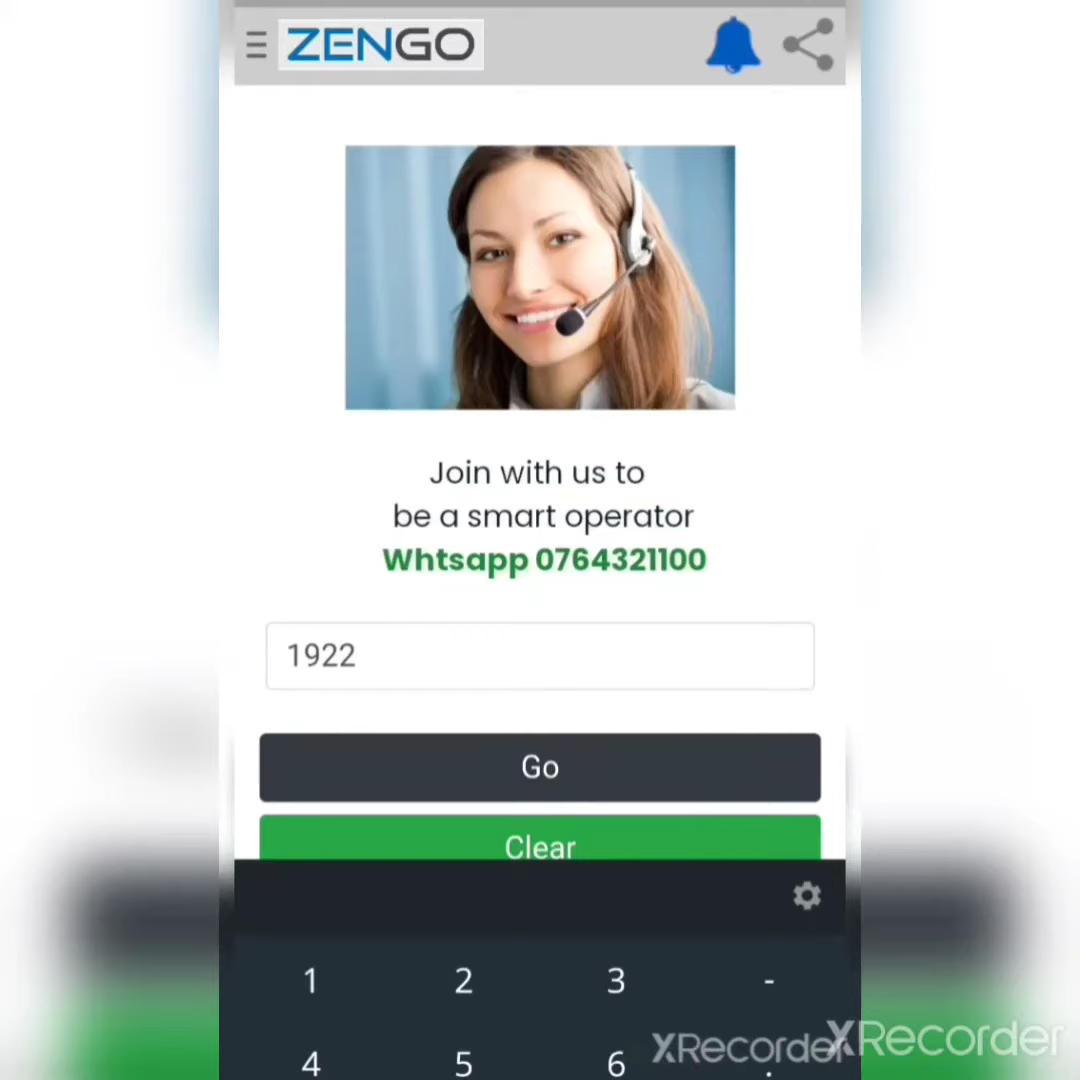 ZENGO
Join with us to
be a smart operator
Whtsapp 0764321100
1922
Go
Clear
1 2 3 -
4 5 6 .
XRecorder
XRecorder